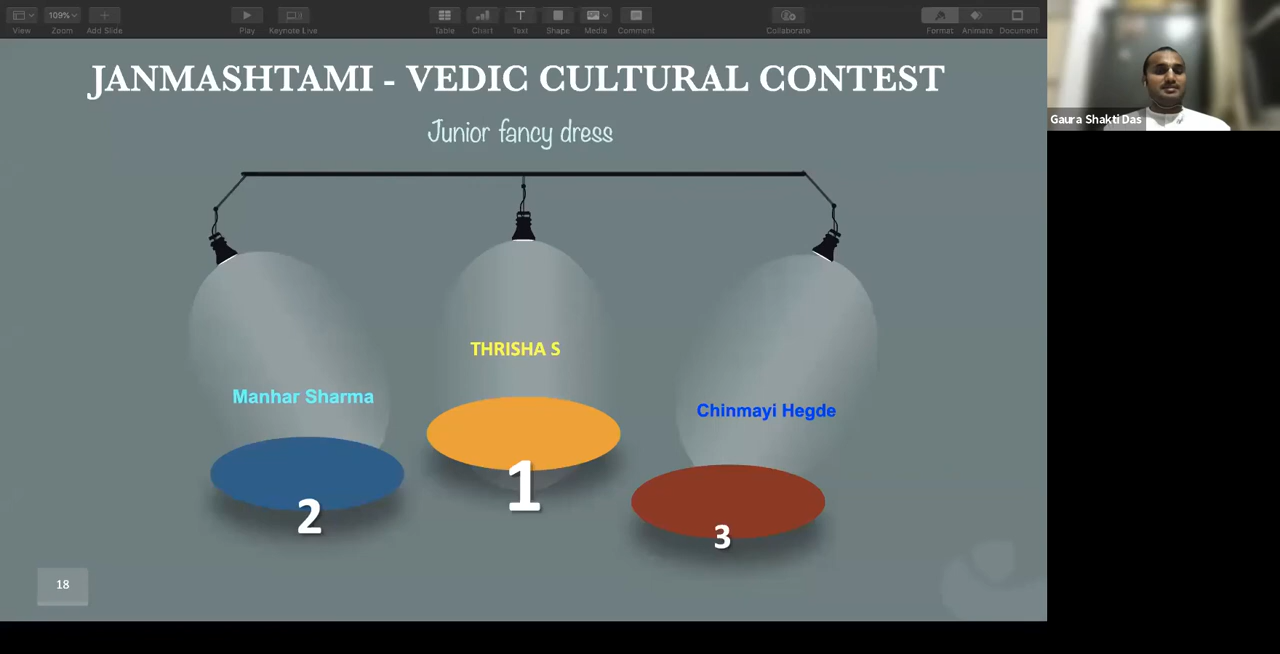 109%
View
Zoom
Add Slide
Play
Keynote Live
Table
Chart
Text
Shape
Media
Comment
Collaborate
Format
Animate
Document
JANMASHTAMI - VEDIC CULTURAL CONTEST
Junior fancy dress
Gaura Shakti Das
THRISHA S
Manhar Sharma
Chinmayi Hegde
1
2
3
18